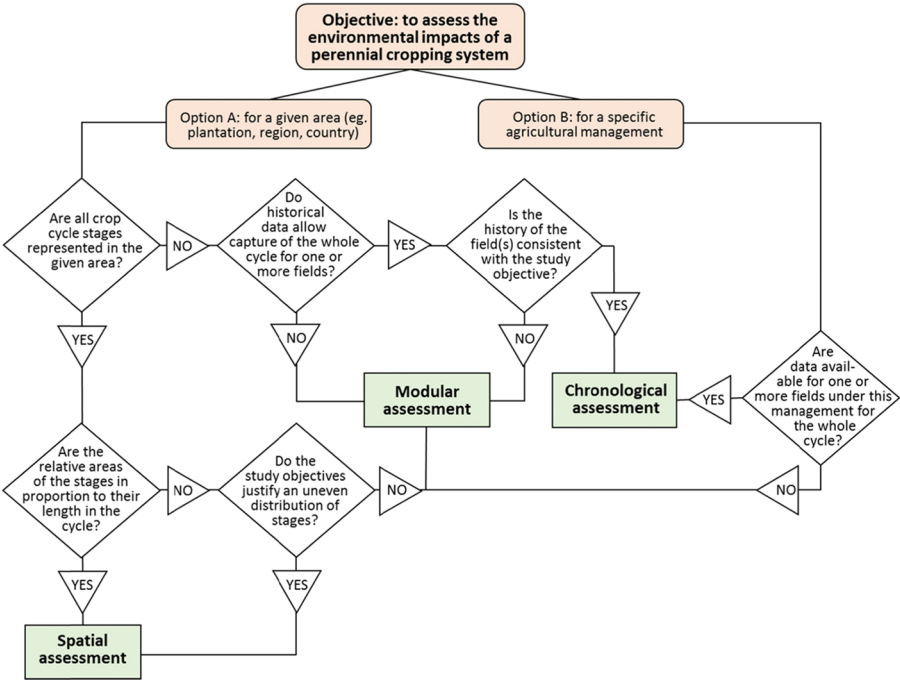 Objective: to assess the
environmental impacts of a
perennial cropping system
Option A: for a given area (eg.
plantation, region, country)
Option B: for a specific
agricultural management
Are all crop
cycle stages
represented in the
given area?
NO
Do
historical
data allow
capture of the whole
cycle for one or
more fields?
YES
Is the
history of the
field(s) consistent
with the study
objective?
YES
YES
NO
NO
Modular
assessment
Chronological
assessment
YES
Are
data avail-
able for one or
more fields under this
management for
the whole
cycle?
Are the
relative areas
of the stages in
proportion to their
length in the
cycle?
NO
Do the
study objectives
justify an uneven
distribution of
stages?
NO
NO
YES
YES
Spatial
assessment